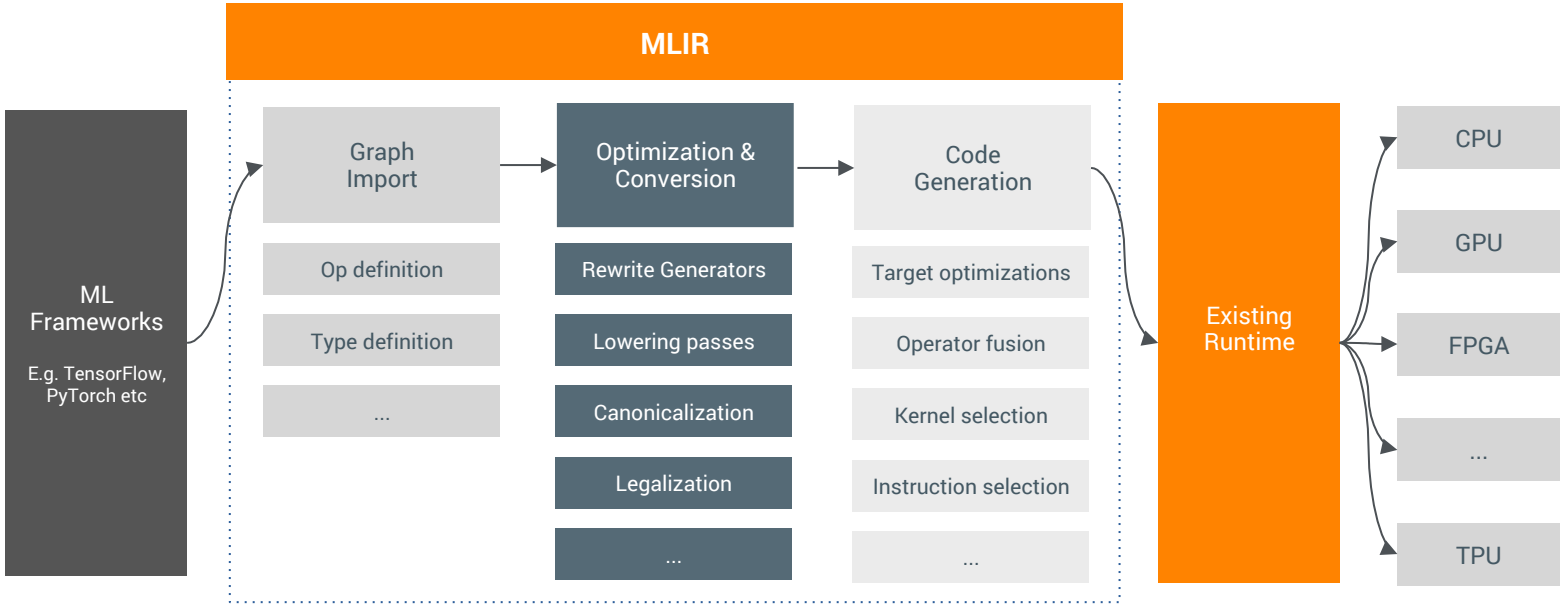 MLIR
ML
Frameworks
E.g. TensorFlow,
PyTorch etc
Graph
Import
Op definition
Type definition
...
Optimization &
Conversion
Rewrite Generators
Lowering passes
Canonicalization
Legalization
...
Code
Generation
Target optimizations
Operator fusion
Kernel selection
Instruction selection
...
Existing
Runtime
CPU
GPU
FPGA
...
TPU